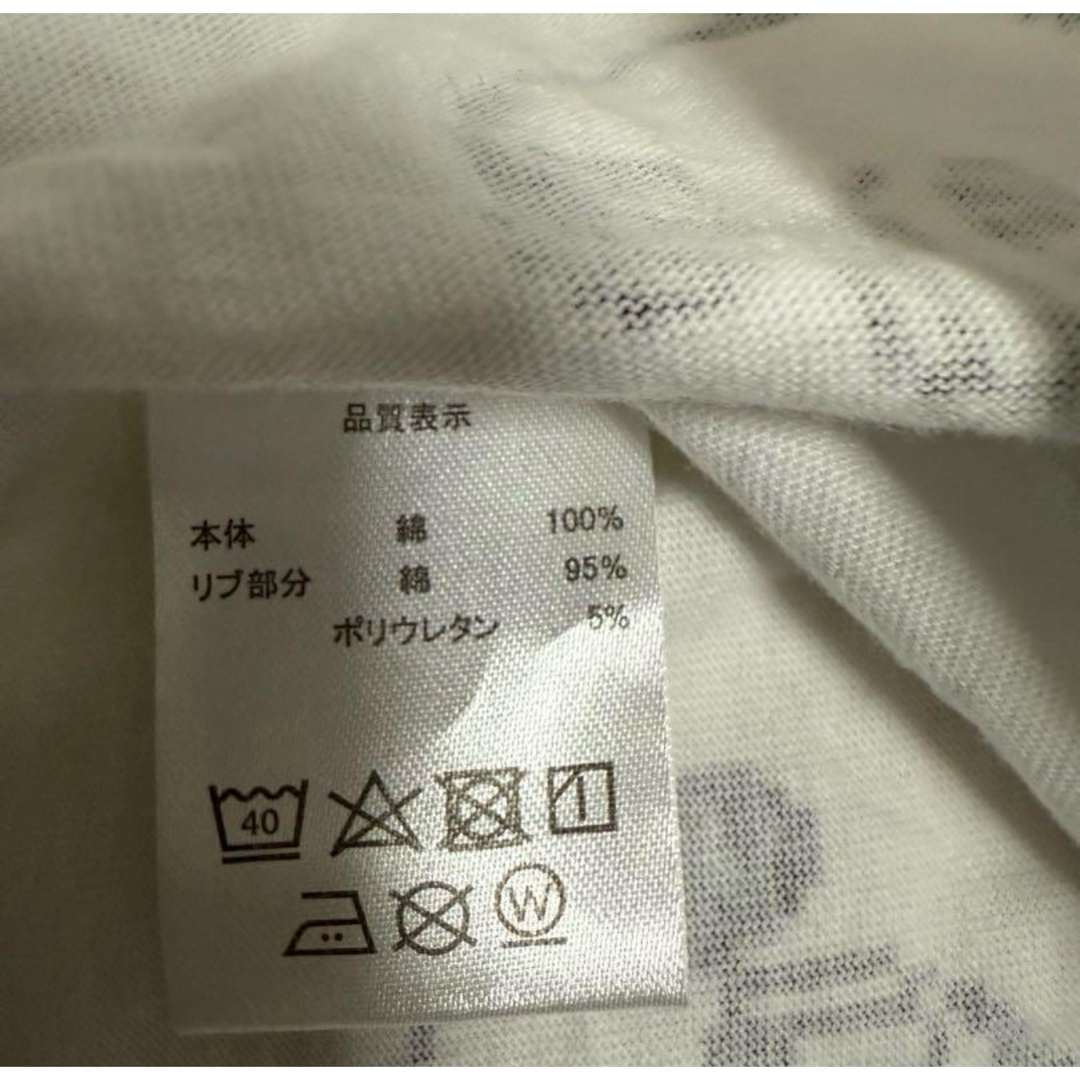 品質表示
本体 綿 100%
リブ部分 綿 95%
ポリウレタン 5%
40
W